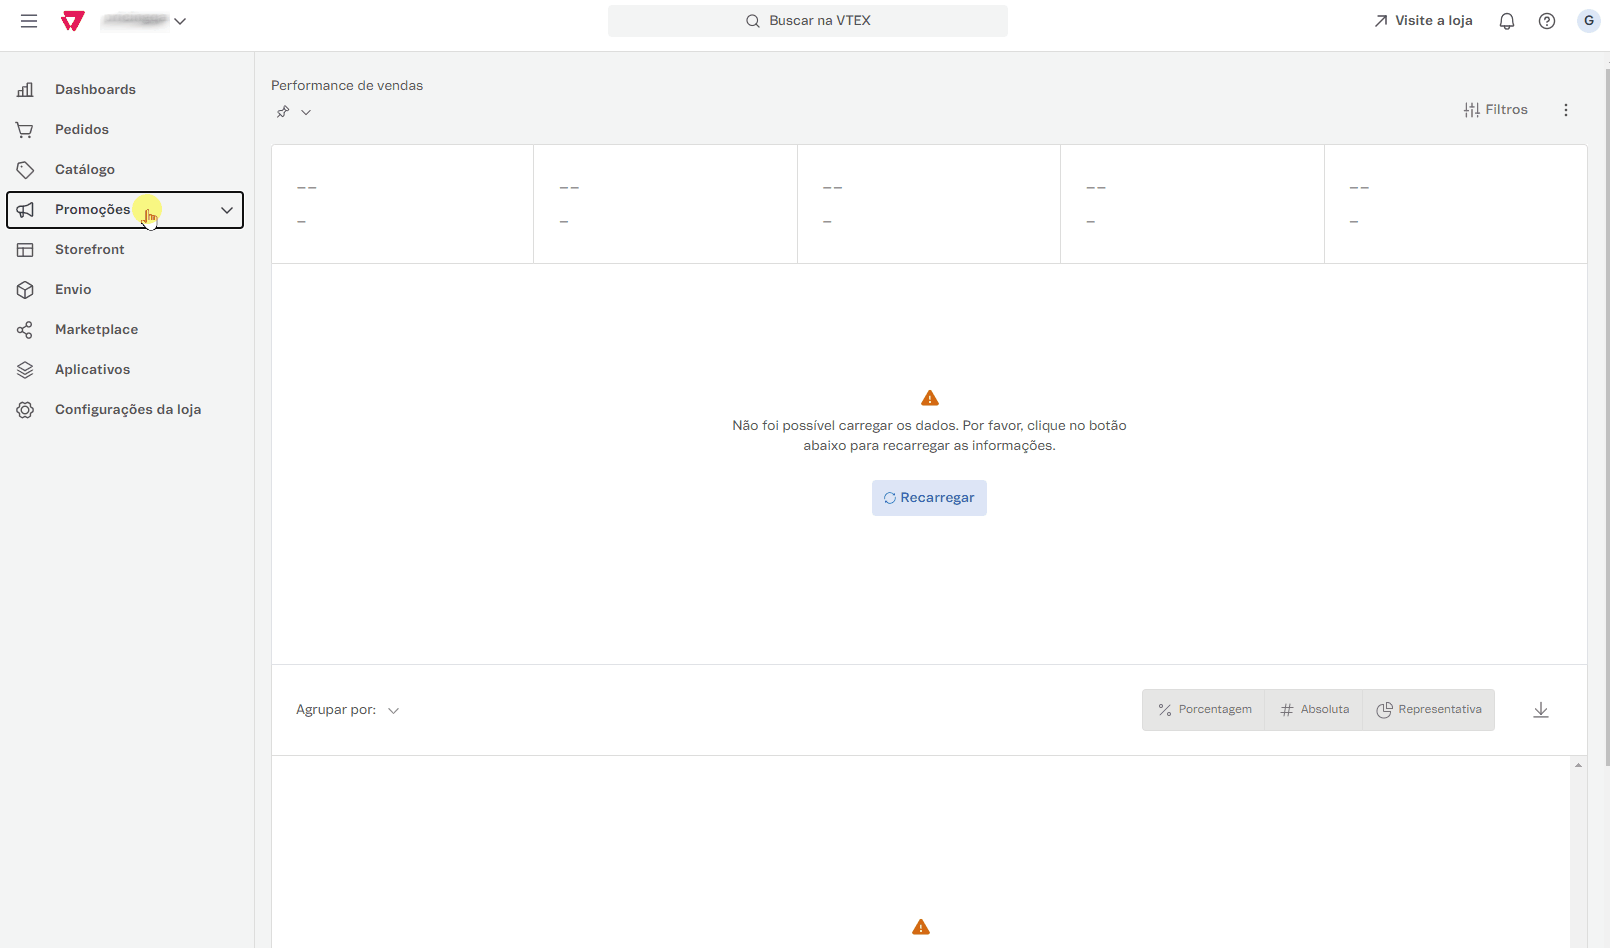 Buscar na VTEX
Visite a loja
G
Dashboards
Pedidos
Catálogo
Promoções
Storefront
Envio
Marketplace
Aplicativos
Configurações da loja
Performance de vendas
Filtros
-- -- -- -- --
- - - - -
Não foi possível carregar os dados. Por favor, clique no botão
abaixo para recarregar as informações.
Recarregar
Agrupar por:
Porcentagem
Absoluta
Representativa